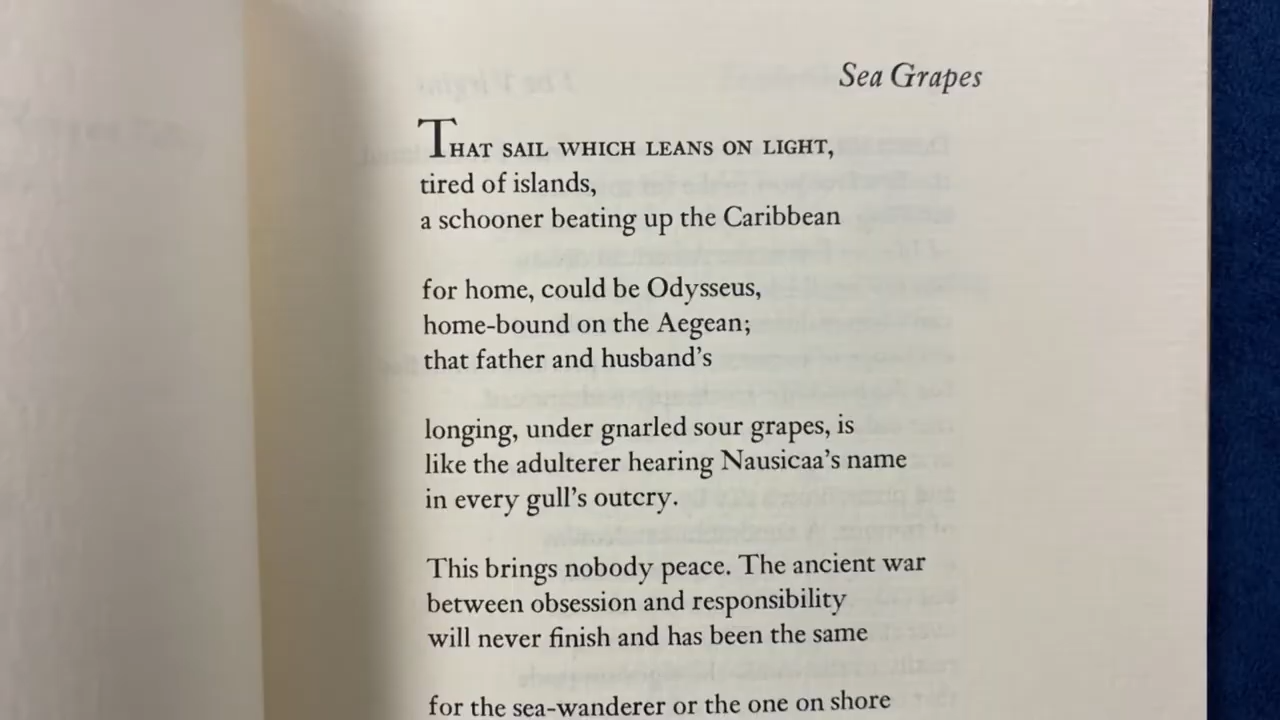 Sea Grapes
THAT SAIL WHICH LEANS ON LIGHT,
tired of islands,
a schooner beating up the Caribbean
for home, could be Odysseus,
home-bound on the Aegean;
that father and husband's
longing, under gnarled sour grapes, is
like the adulterer hearing Nausicaa's name
in every gull's outcry.
This brings nobody peace. The ancient war
between obsession and responsibility
will never finish and has been the same
for the sea-wanderer or the one on shore